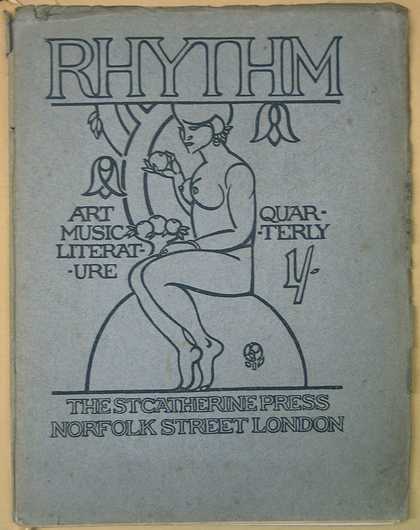 RHYTHM
ART
MUSIC
LITERAT-
-URE
QUAR-
-TERLY
1/-
THE ST CATHERINE PRESS
NORFOLK STREET LONDON